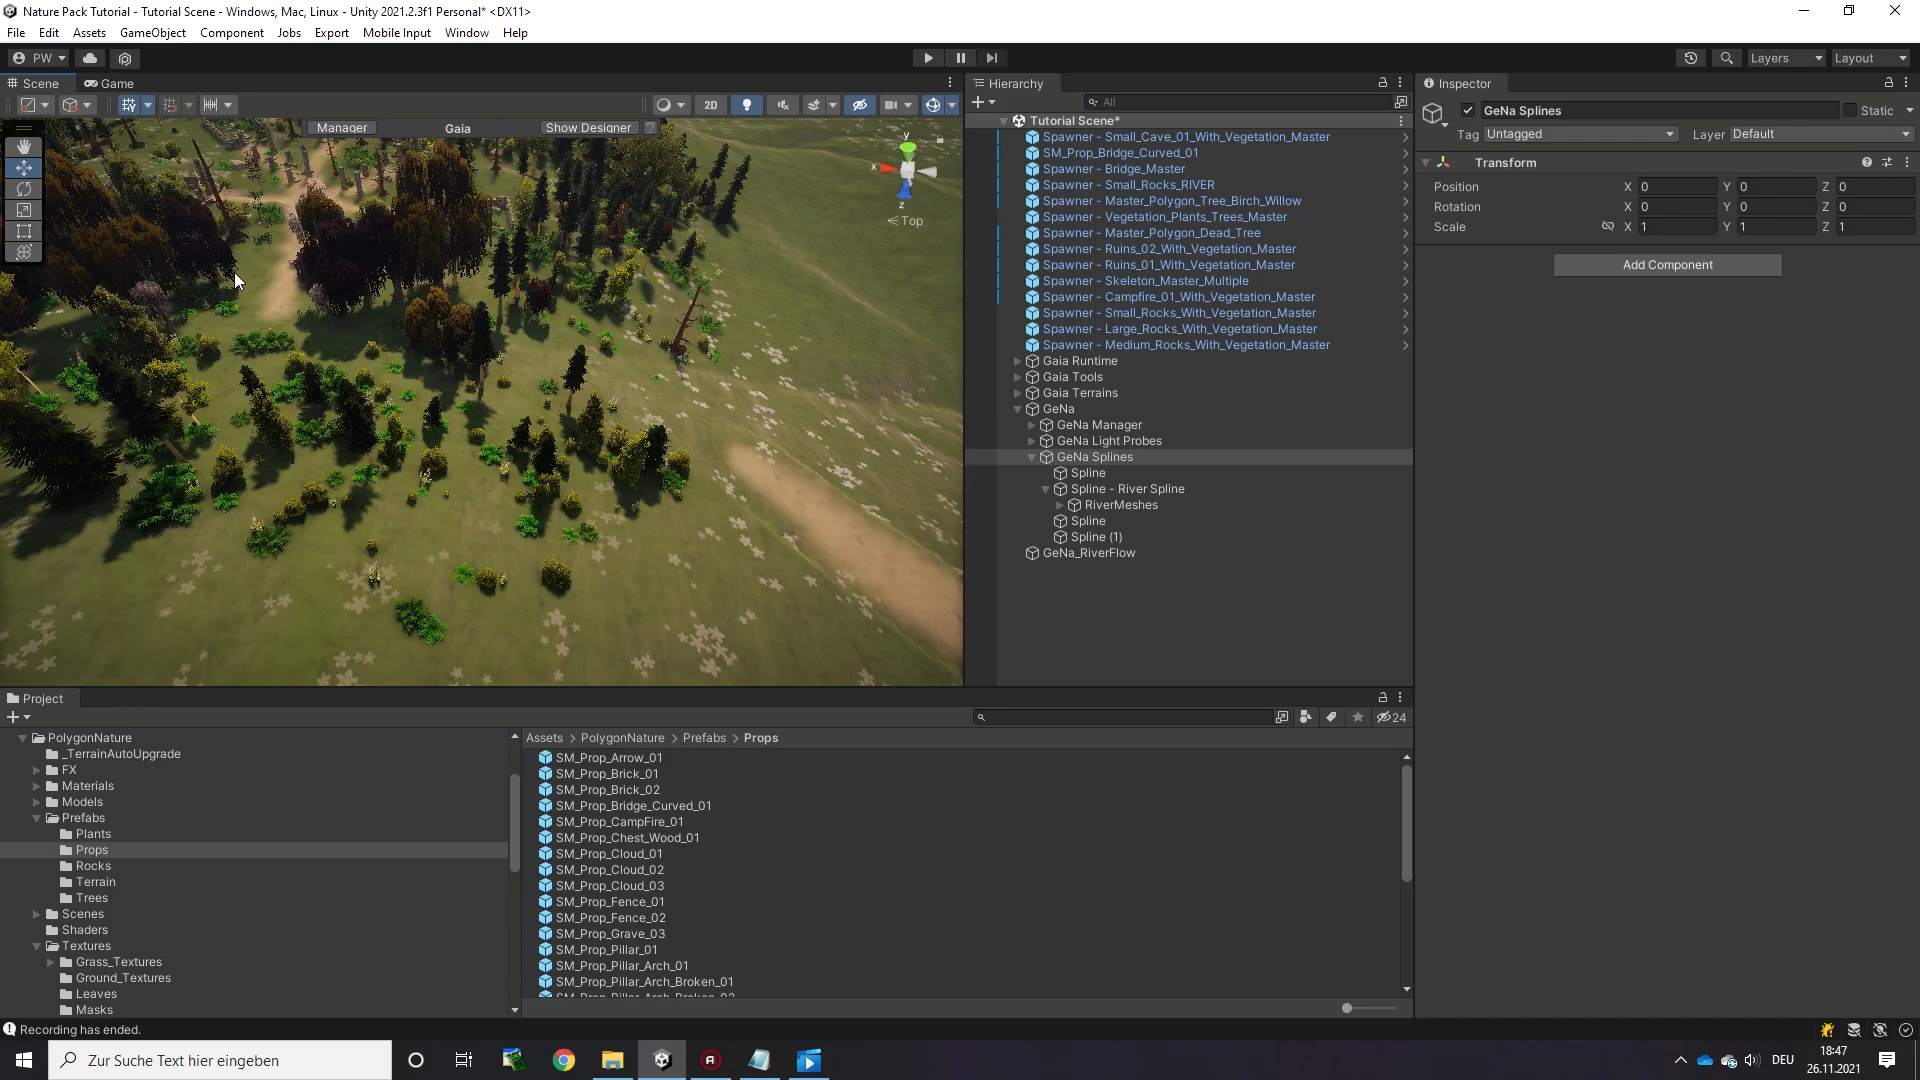 Nature Pack Tutorial - Tutorial Scene - Windows, Mac, Linux - Unity 2021.2.3f1 Personal* <DX11>
File Edit Assets GameObject Component Jobs Export Mobile Input Window Help
PW Layers Layout
Scene Game
2D
Manager Gaia Show Designer ?
y
x
z
Top
Hierarchy
All
Tutorial Scene*
Spawner - Small_Cave_01_With_Vegetation_Master
SM_Prop_Bridge_Curved_01
Spawner - Bridge_Master
Spawner - Small_Rocks_RIVER
Spawner - Master_Polygon_Tree_Birch_Willow
Spawner - Vegetation_Plants_Trees_Master
Spawner - Master_Polygon_Dead_Tree
Spawner - Ruins_02_With_Vegetation_Master
Spawner - Ruins_01_With_Vegetation_Master
Spawner - Skeleton_Master_Multiple
Spawner - Campfire_01_With_Vegetation_Master
Spawner - Small_Rocks_With_Vegetation_Master
Spawner - Large_Rocks_With_Vegetation_Master
Spawner - Medium_Rocks_With_Vegetation_Master
Gaia Runtime
Gaia Tools
Gaia Terrains
GeNa
GeNa Manager
GeNa Light Probes
GeNa Splines
Spline
Spline - River Spline
RiverMeshes
Spline
Spline (1)
GeNa_RiverFlow
Inspector
GeNa Splines Static
Tag Untagged Layer Default
Transform
Position X 0 Y 0 Z 0
Rotation X 0 Y 0 Z 0
Scale X 1 Y 1 Z 1
Add Component
Project
24
PolygonNature
_TerrainAutoUpgrade
FX
Materials
Models
Prefabs
Plants
Props
Rocks
Terrain
Trees
Scenes
Shaders
Textures
Grass_Textures
Ground_Textures
Leaves
Masks
Assets > PolygonNature > Prefabs > Props
SM_Prop_Arrow_01
SM_Prop_Brick_01
SM_Prop_Brick_02
SM_Prop_Bridge_Curved_01
SM_Prop_CampFire_01
SM_Prop_Chest_Wood_01
SM_Prop_Cloud_01
SM_Prop_Cloud_02
SM_Prop_Cloud_03
SM_Prop_Fence_01
SM_Prop_Fence_02
SM_Prop_Grave_03
SM_Prop_Pillar_01
SM_Prop_Pillar_Arch_01
SM_Prop_Pillar_Arch_Broken_01
SM_Prop_Pillar_Arch_Broken_02
Recording has ended.
Zur Suche Text hier eingeben
DEU
18:47
26.11.2021